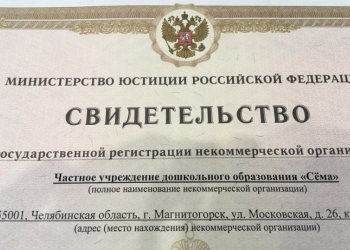 МИНИСТЕРСТВО ЮСТИЦИИ РОССИЙСКОЙ ФЕДЕРАЦ
СВИДЕТЕЛЬСТВО
осударственной регистрации некоммерческой органи
Частное учреждение дошкольного образования «Сёма»
(полное наименование некоммерческой организации)
55001, Челябинская область, г. Магнитогорск, ул. Московская, д. 26, к
(адрес (место нахождения) некоммерческой организации)